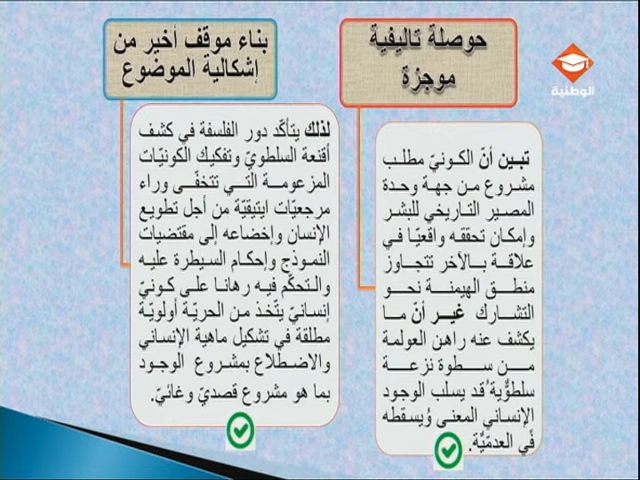 حوصلة تاليفية
موجزة
تبين أنّ الكونيّ مطلب
مشروع من جهة وحدة
المصير التاريخي للبشر
وإمكان تحققه واقعيّا في
علاقة بالآخر تتجاوز
منطق الهيمنة نحو
التشارك غير أنّ ما
يكشف عنه راهن العولمة
من سطوة نزعة
سلطويّة قد يسلب الوجود
الإنساني المعنى ويسقطه
في العدميّة.
بناء موقف أخير من
إشكالية الموضوع
لذلك يتأكّد دور الفلسفة في كشف
أقنعة السلطويّ وتفكيك الكونيّات
المزعومة التي تتخفّى وراء
مرجعيّات ايتيقيّة من أجل تطويع
الإنسان وإخضاعه إلى مقتضيات
النموذج وإحكام السيطرة عليه
والتحكّم فيه رهانا على كونيّ
إنسانيّ يتّخذ من الحريّة أولويّة
مطلقة في تشكيل ماهية الإنساني
والاضطلاع بمشروع الوجود
بما هو مشروع قصديّ وغائيّ.
الوطنية